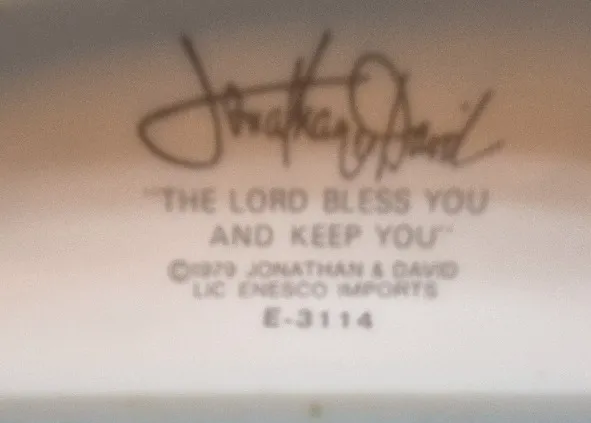 Jonathan & David
"THE LORD BLESS YOU
AND KEEP YOU"
©1979 JONATHAN & DAVID
LIC ENESCO IMPORTS
E-3114